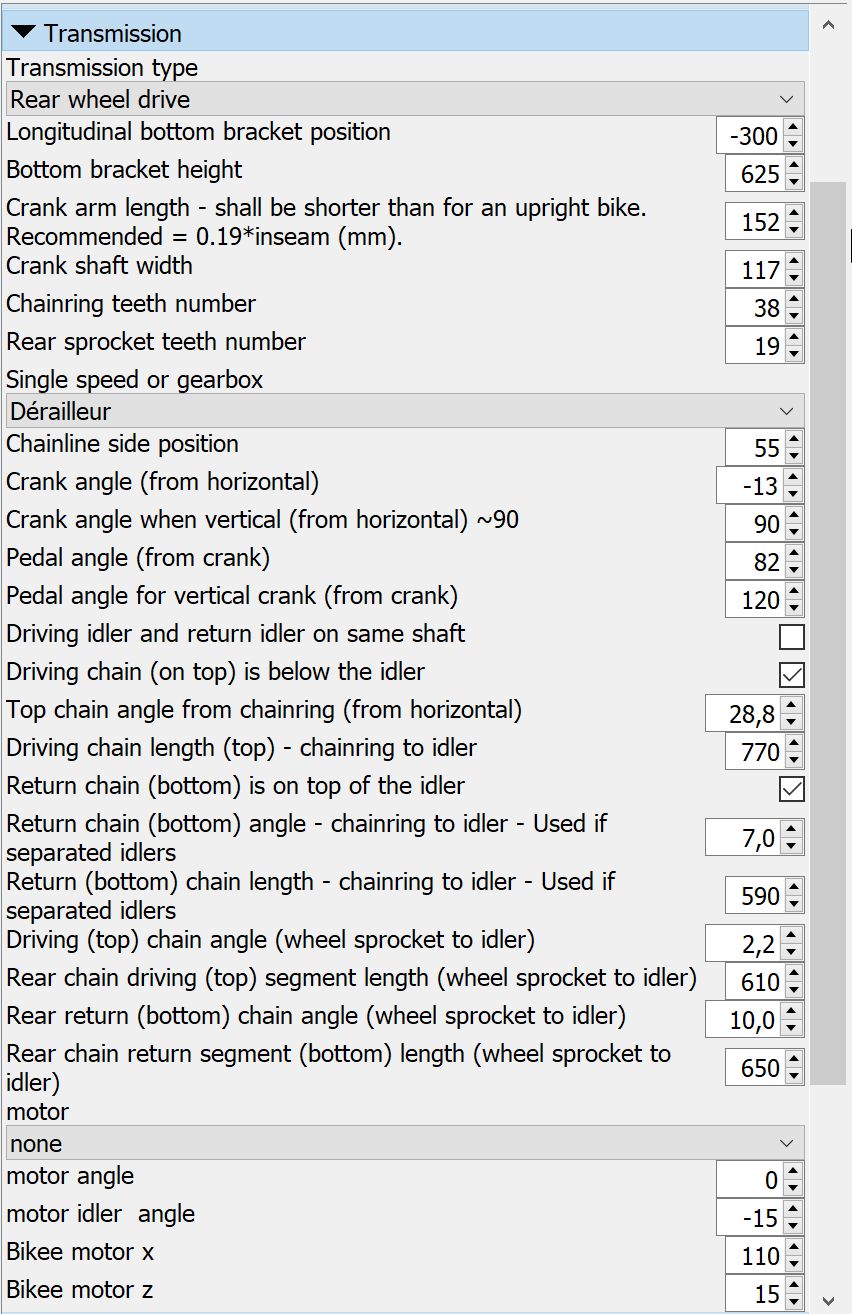 Transmission
Transmission type
Rear wheel drive
Longitudinal bottom bracket position -300
Bottom bracket height 625
Crank arm length - shall be shorter than for an upright bike.
Recommended = 0.19*inseam (mm). 152
Crank shaft width 117
Chainring teeth number 38
Rear sprocket teeth number 19
Single speed or gearbox
Dérailleur
Chainline side position 55
Crank angle (from horizontal) -13
Crank angle when vertical (from horizontal) ~90 90
Pedal angle (from crank) 82
Pedal angle for vertical crank (from crank) 120
Driving idler and return idler on same shaft
Driving chain (on top) is below the idler
Top chain angle from chainring (from horizontal) 28,8
Driving chain length (top) - chainring to idler 770
Return chain (bottom) is on top of the idler
Return chain (bottom) angle - chainring to idler - Used if
separated idlers 7,0
Return (bottom) chain length - chainring to idler - Used if
separated idlers 590
Driving (top) chain angle (wheel sprocket to idler) 2,2
Rear chain driving (top) segment length (wheel sprocket to idler) 610
Rear return (bottom) chain angle (wheel sprocket to idler) 10,0
Rear chain return segment (bottom) length (wheel sprocket to
idler) 650
motor
none
motor angle 0
motor idler  angle -15
Bikee motor x 110
Bikee motor z 15